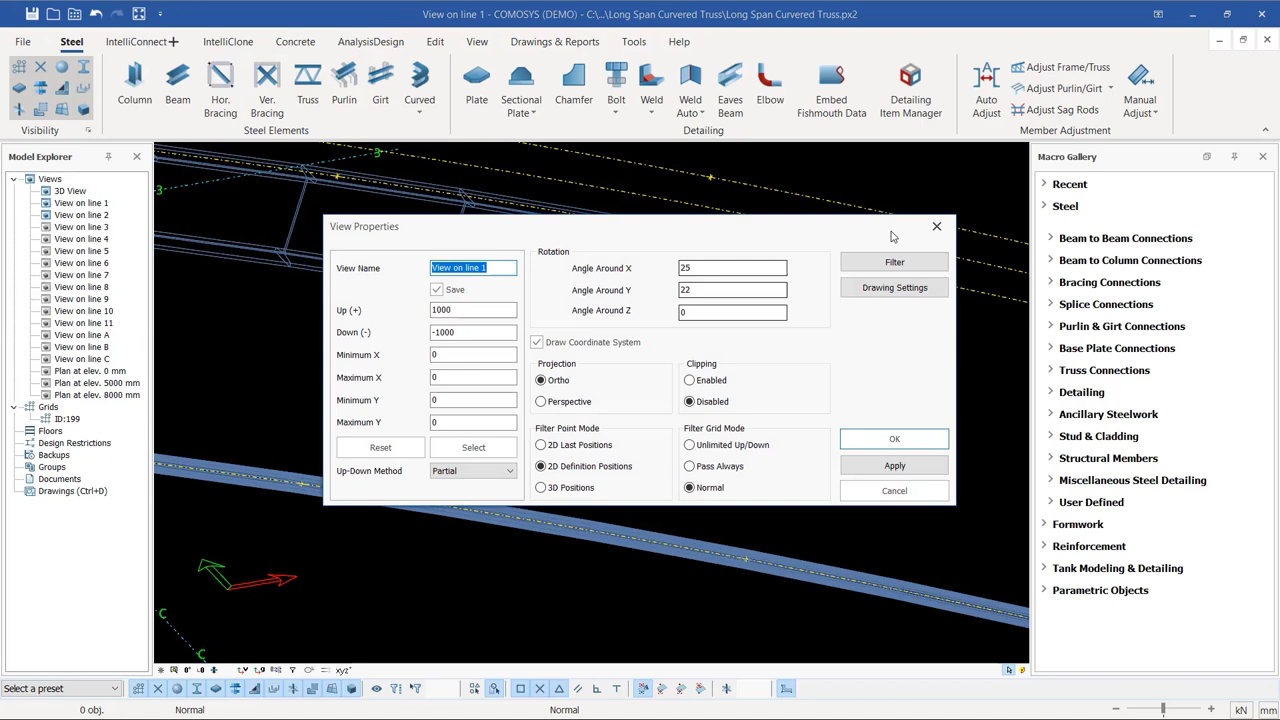 View on line 1 - COMOSYS (DEMO) - C:\...\Long Span Curvered Truss\Long Span Curvered Truss.px2
File
Steel
IntelliConnect
IntelliClone
Concrete
AnalysisDesign
Edit
View
Drawings & Reports
Tools
Help
Visibility
Column
Beam
Hor.
Bracing
Ver.
Bracing
Truss
Purlin
Girt
Curved
Steel Elements
Plate
Sectional
Plate
Chamfer
Bolt
Weld
Weld
Auto
Eaves
Beam
Elbow
Embed
Fishmouth Data
Detailing
Item Manager
Detailing
Auto
Adjust
Adjust Frame/Truss
Adjust Purlin/Girt
Adjust Sag Rods
Manual
Adjust
Member Adjustment
Model Explorer
Views
3D View
View on line 1
View on line 2
View on line 3
View on line 4
View on line 5
View on line 6
View on line 7
View on line 8
View on line 9
View on line 10
View on line 11
View on line A
View on line B
View on line C
Plan at elev. 0 mm
Plan at elev. 5000 mm
Plan at elev. 8000 mm
Grids
ID:199
Floors
Design Restrictions
Backups
Groups
Documents
Drawings (Ctrl+D)
3
3
C
C
View Properties
View Name
View on line 1
Save
Up (+)
1000
Down (-)
-1000
Minimum X
0
Maximum X
0
Minimum Y
0
Maximum Y
0
Reset
Select
Up-Down Method
Partial
Rotation
Angle Around X
25
Angle Around Y
22
Angle Around Z
0
Draw Coordinate System
Projection
Ortho
Perspective
Clipping
Enabled
Disabled
Filter Point Mode
2D Last Positions
2D Definition Positions
3D Positions
Filter Grid Mode
Unlimited Up/Down
Pass Always
Normal
Filter
Drawing Settings
OK
Apply
Cancel
Macro Gallery
Recent
Steel
Beam to Beam Connections
Beam to Column Connections
Bracing Connections
Splice Connections
Purlin & Girt Connections
Base Plate Connections
Truss Connections
Detailing
Ancillary Steelwork
Stud & Cladding
Structural Members
Miscellaneous Steel Detailing
User Defined
Formwork
Reinforcement
Tank Modeling & Detailing
Parametric Objects
Select a preset
0 obj.
Normal
Normal
kN
mm